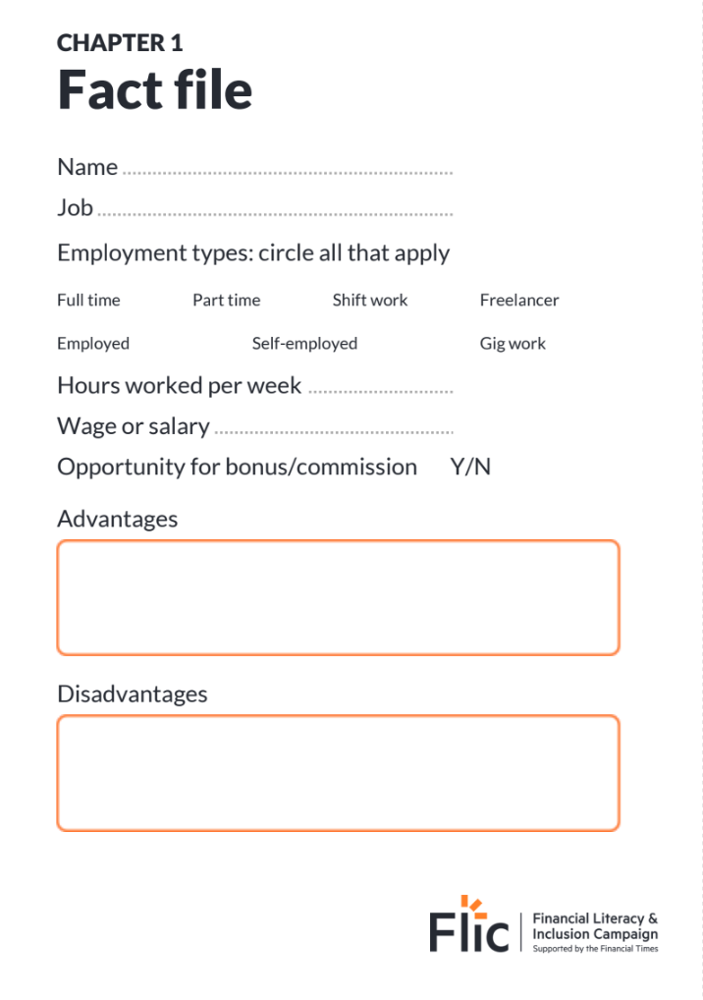 CHAPTER 1
Fact file
Name ..........................................................
Job ...............................................................
Employment types: circle all that apply
Full time Part time Shift work Freelancer
Employed Self-employed Gig work
Hours worked per week ..........................
Wage or salary ..........................................
Opportunity for bonus/commission Y/N
Advantages
Disadvantages
Flic
Financial Literacy &
Inclusion Campaign
Supported by the Financial Times